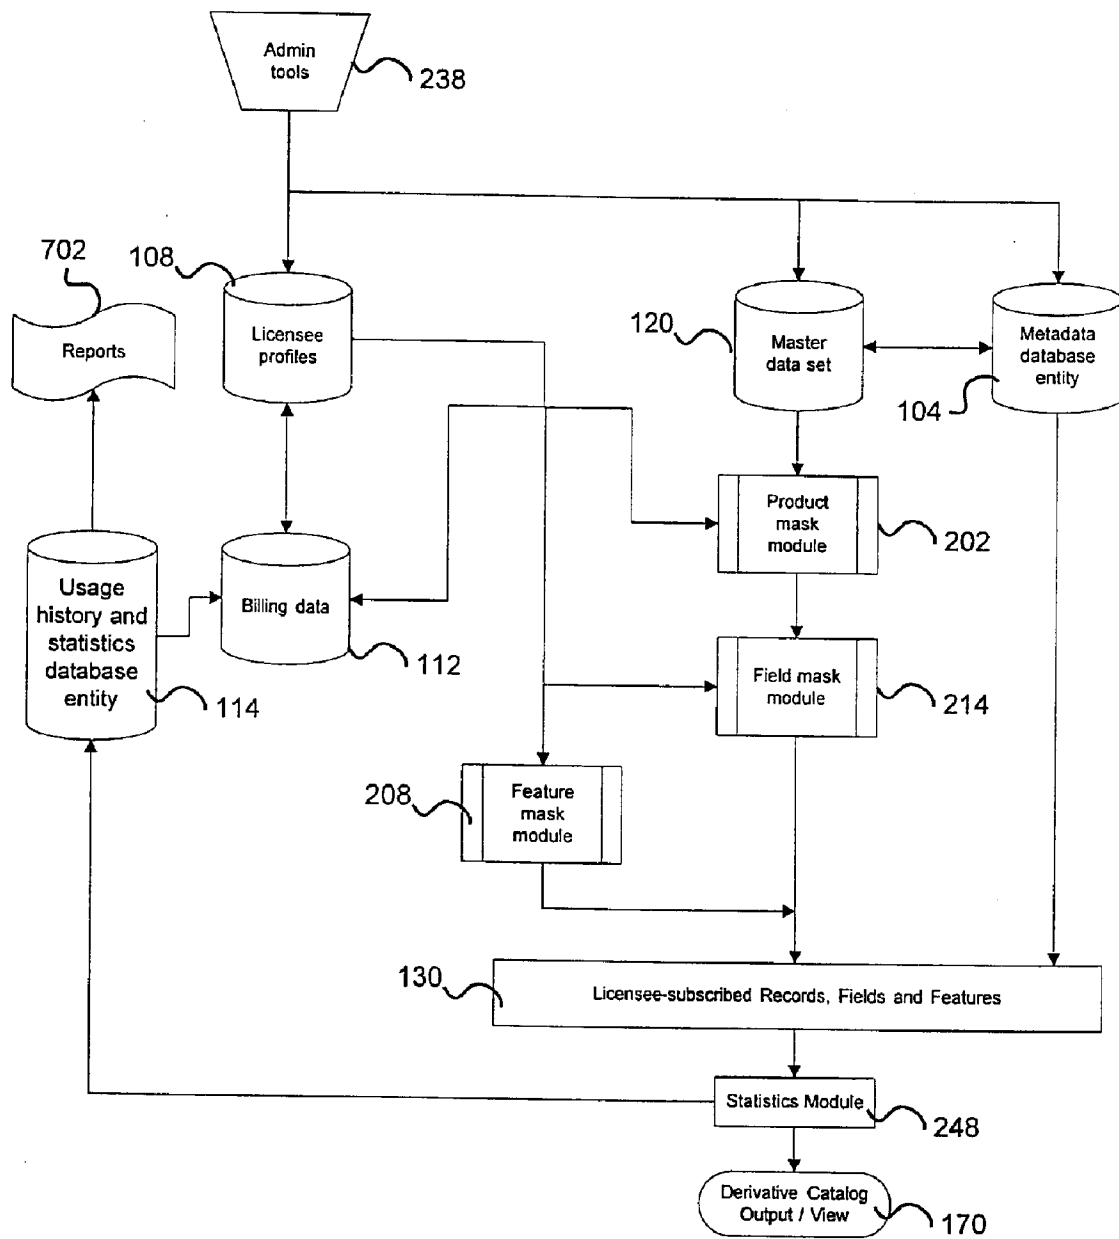 Admin
tools
238
702
108
Reports
Licensee
profiles
120
Master
data set
Metadata
database
entity
104
Product
mask
module
202
Usage
history and
statistics
database
entity
114
Billing data
112
Field mask
module
214
208
Feature
mask
module
130
Licensee-subscribed Records, Fields and Features
Statistics Module
248
Derivative Catalog
Output / View
170